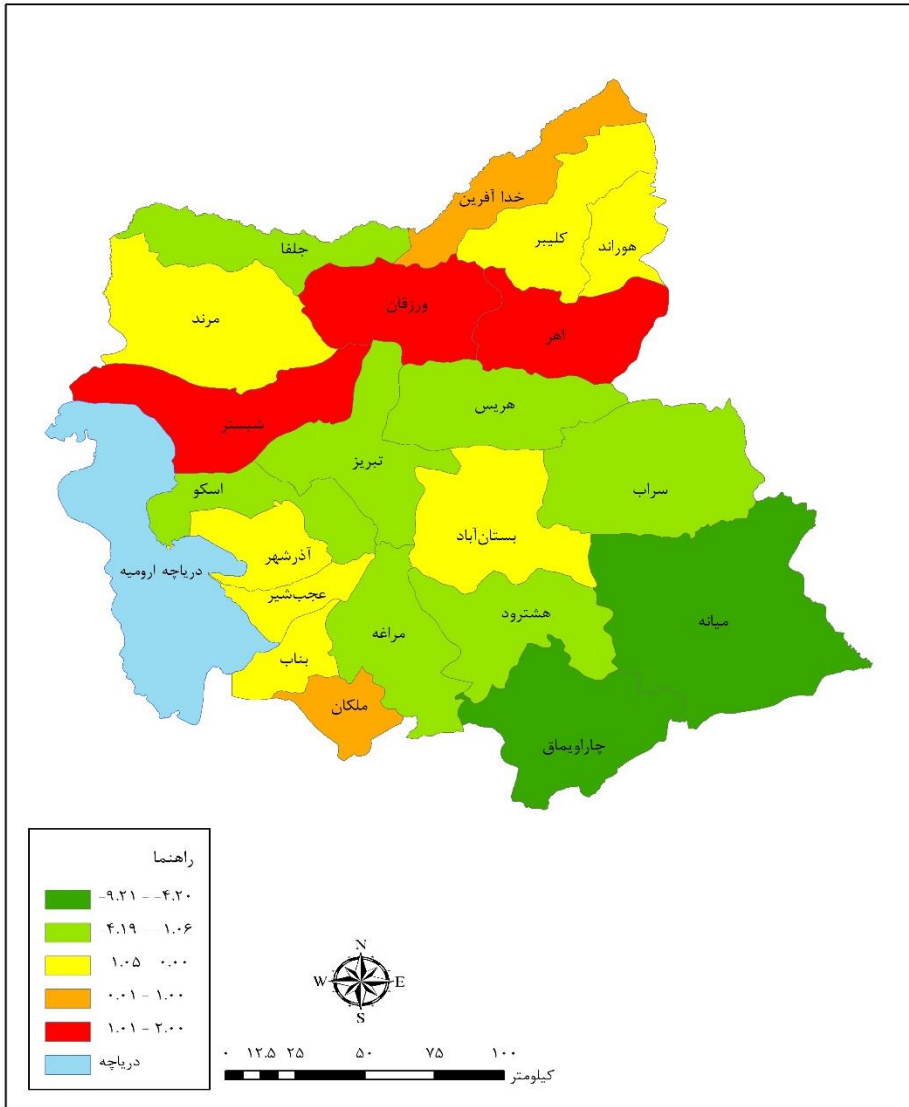 خدا آفرین
کلیبر
هوراند
جلفا
مرند
ورزقان
اهر
شبستر
هریس
تبریز
سراب
اسکو
بستان‌آباد
آذرشهر
دریاچه ارومیه
عجب‌شیر
هشترود
میانه
مراغه
بناب
ملکان
چاراویماق
راهنما
-۹.۲۱ - -۴.۲۰
۴.۱۹ ۱.۰۶
۱.۰۵ ۰.۰۰
۰.۰۱ - ۱.۰۰
۱.۰۱ - ۲.۰۰
دریاچه
N
W E
S
۰ ۱۲.۵ ۲۵ ۵۰ ۷۵ ۱۰۰
کیلومتر